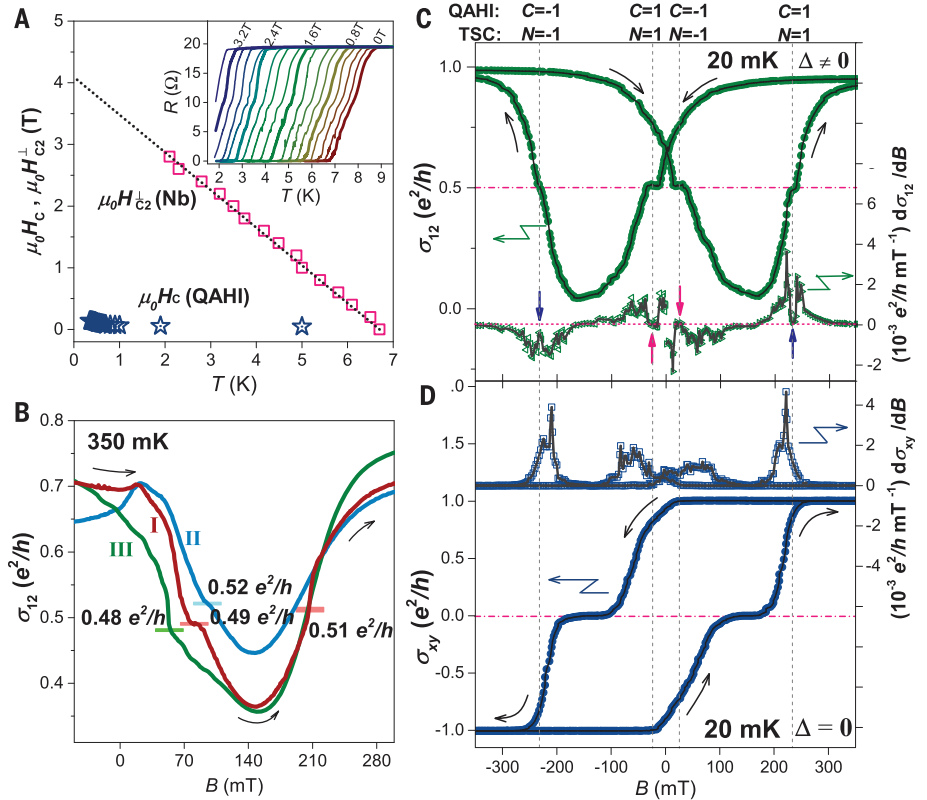 A
5
4
3
2
1
0
μ₀H_C, μ₀H⊥_C2 (T)
0 1 2 3 4 5 6 7
T (K)
μ₀H⊥_C2 (Nb)
μ₀H_C (QAHI)
3.2T 2.4T 1.6T 0.8T 0T
20
10
0
R (Ω)
2 3 4 5 6 7 8 9
T (K)
B
350 mK
0.8
0.7
0.6
0.5
0.4
σ₁₂ (e²/h)
I
II
III
0.52 e²/h
0.48 e²/h
0.49 e²/h
0.51 e²/h
0 70 140 210 280
B (mT)
C
QAHI: C=-1 C=1 C=-1 C=1
TSC: N=-1 N=1 N=-1 N=1
20 mK Δ ≠ 0
1.0
0.5
0.0
σ₁₂ (e²/h)
6
4
2
0
-2
(10⁻³ e²/h mT⁻¹) dσ₁₂ /dB
D
.0
1.5
1.0
0.5
0.0
-0.5
-1.0
σxy (e²/h)
4
2
0
-2
-4
(10⁻³ e²/h mT⁻¹) dσxy /dB
20 mK Δ = 0
-300 -200 -100 0 100 200 300
B (mT)